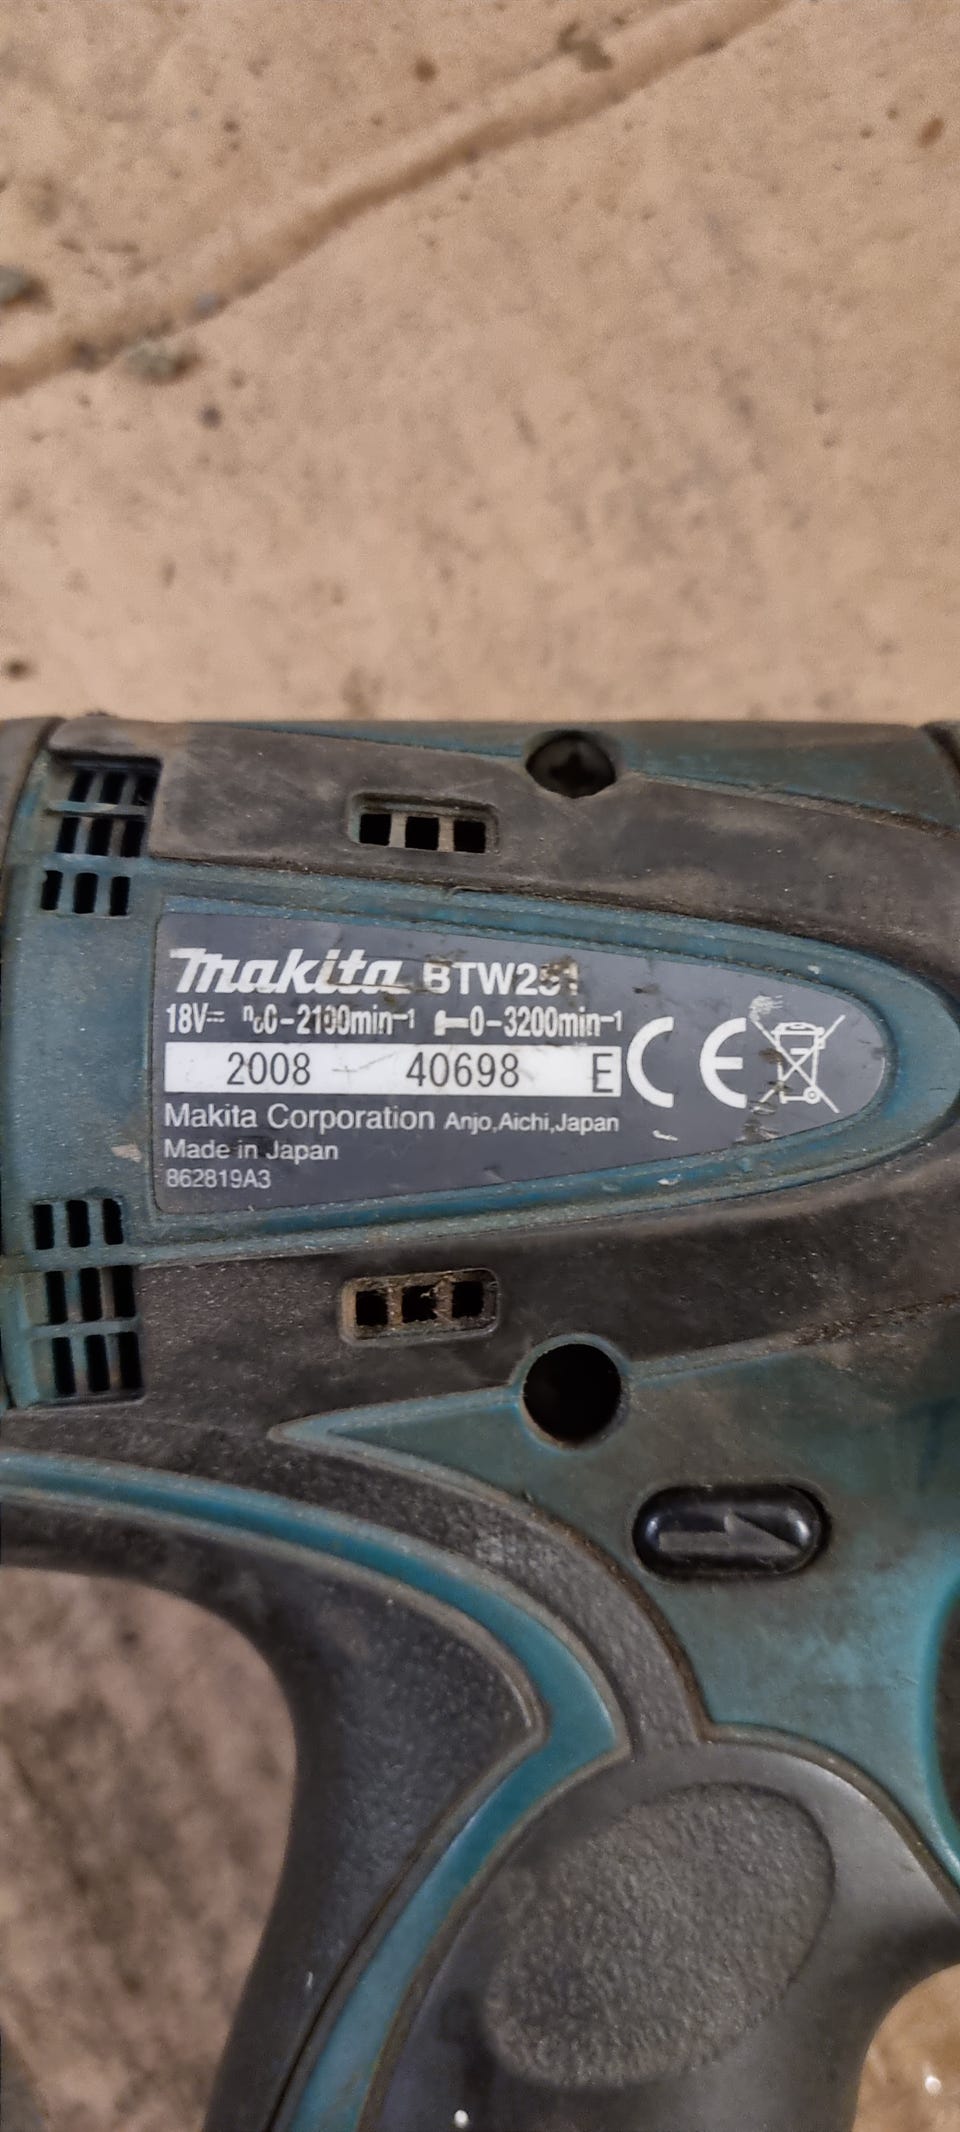 makita BTW251
18V⎓ n₀0-2100min⁻¹ 0-3200min⁻¹
2008 40698 E
Makita Corporation Anjo,Aichi,Japan
Made in Japan
862819A3
CE